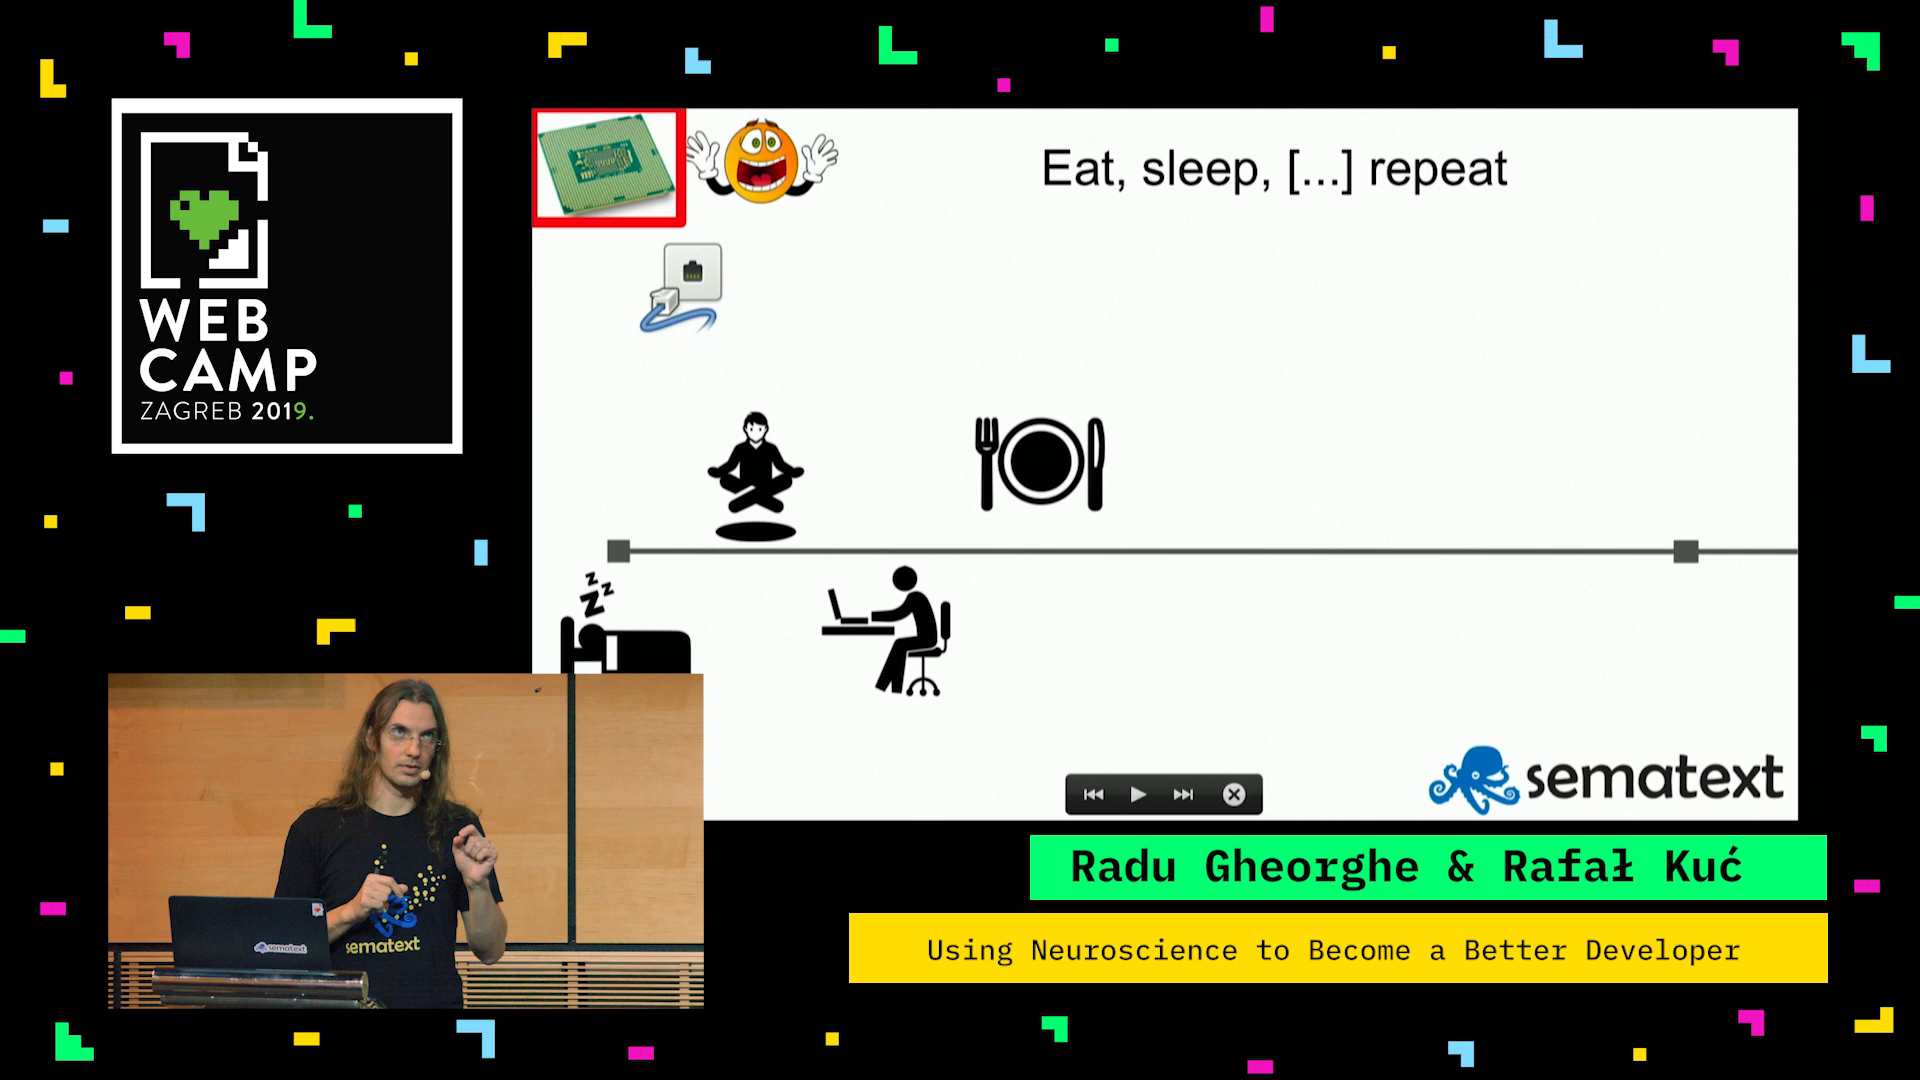 WEB
CAMP
ZAGREB 2019.
Eat, sleep, [...] repeat
z
z
z
sematext
sematext
sematext
Radu Gheorghe & Rafał Kuć
Using Neuroscience to Become a Better Developer